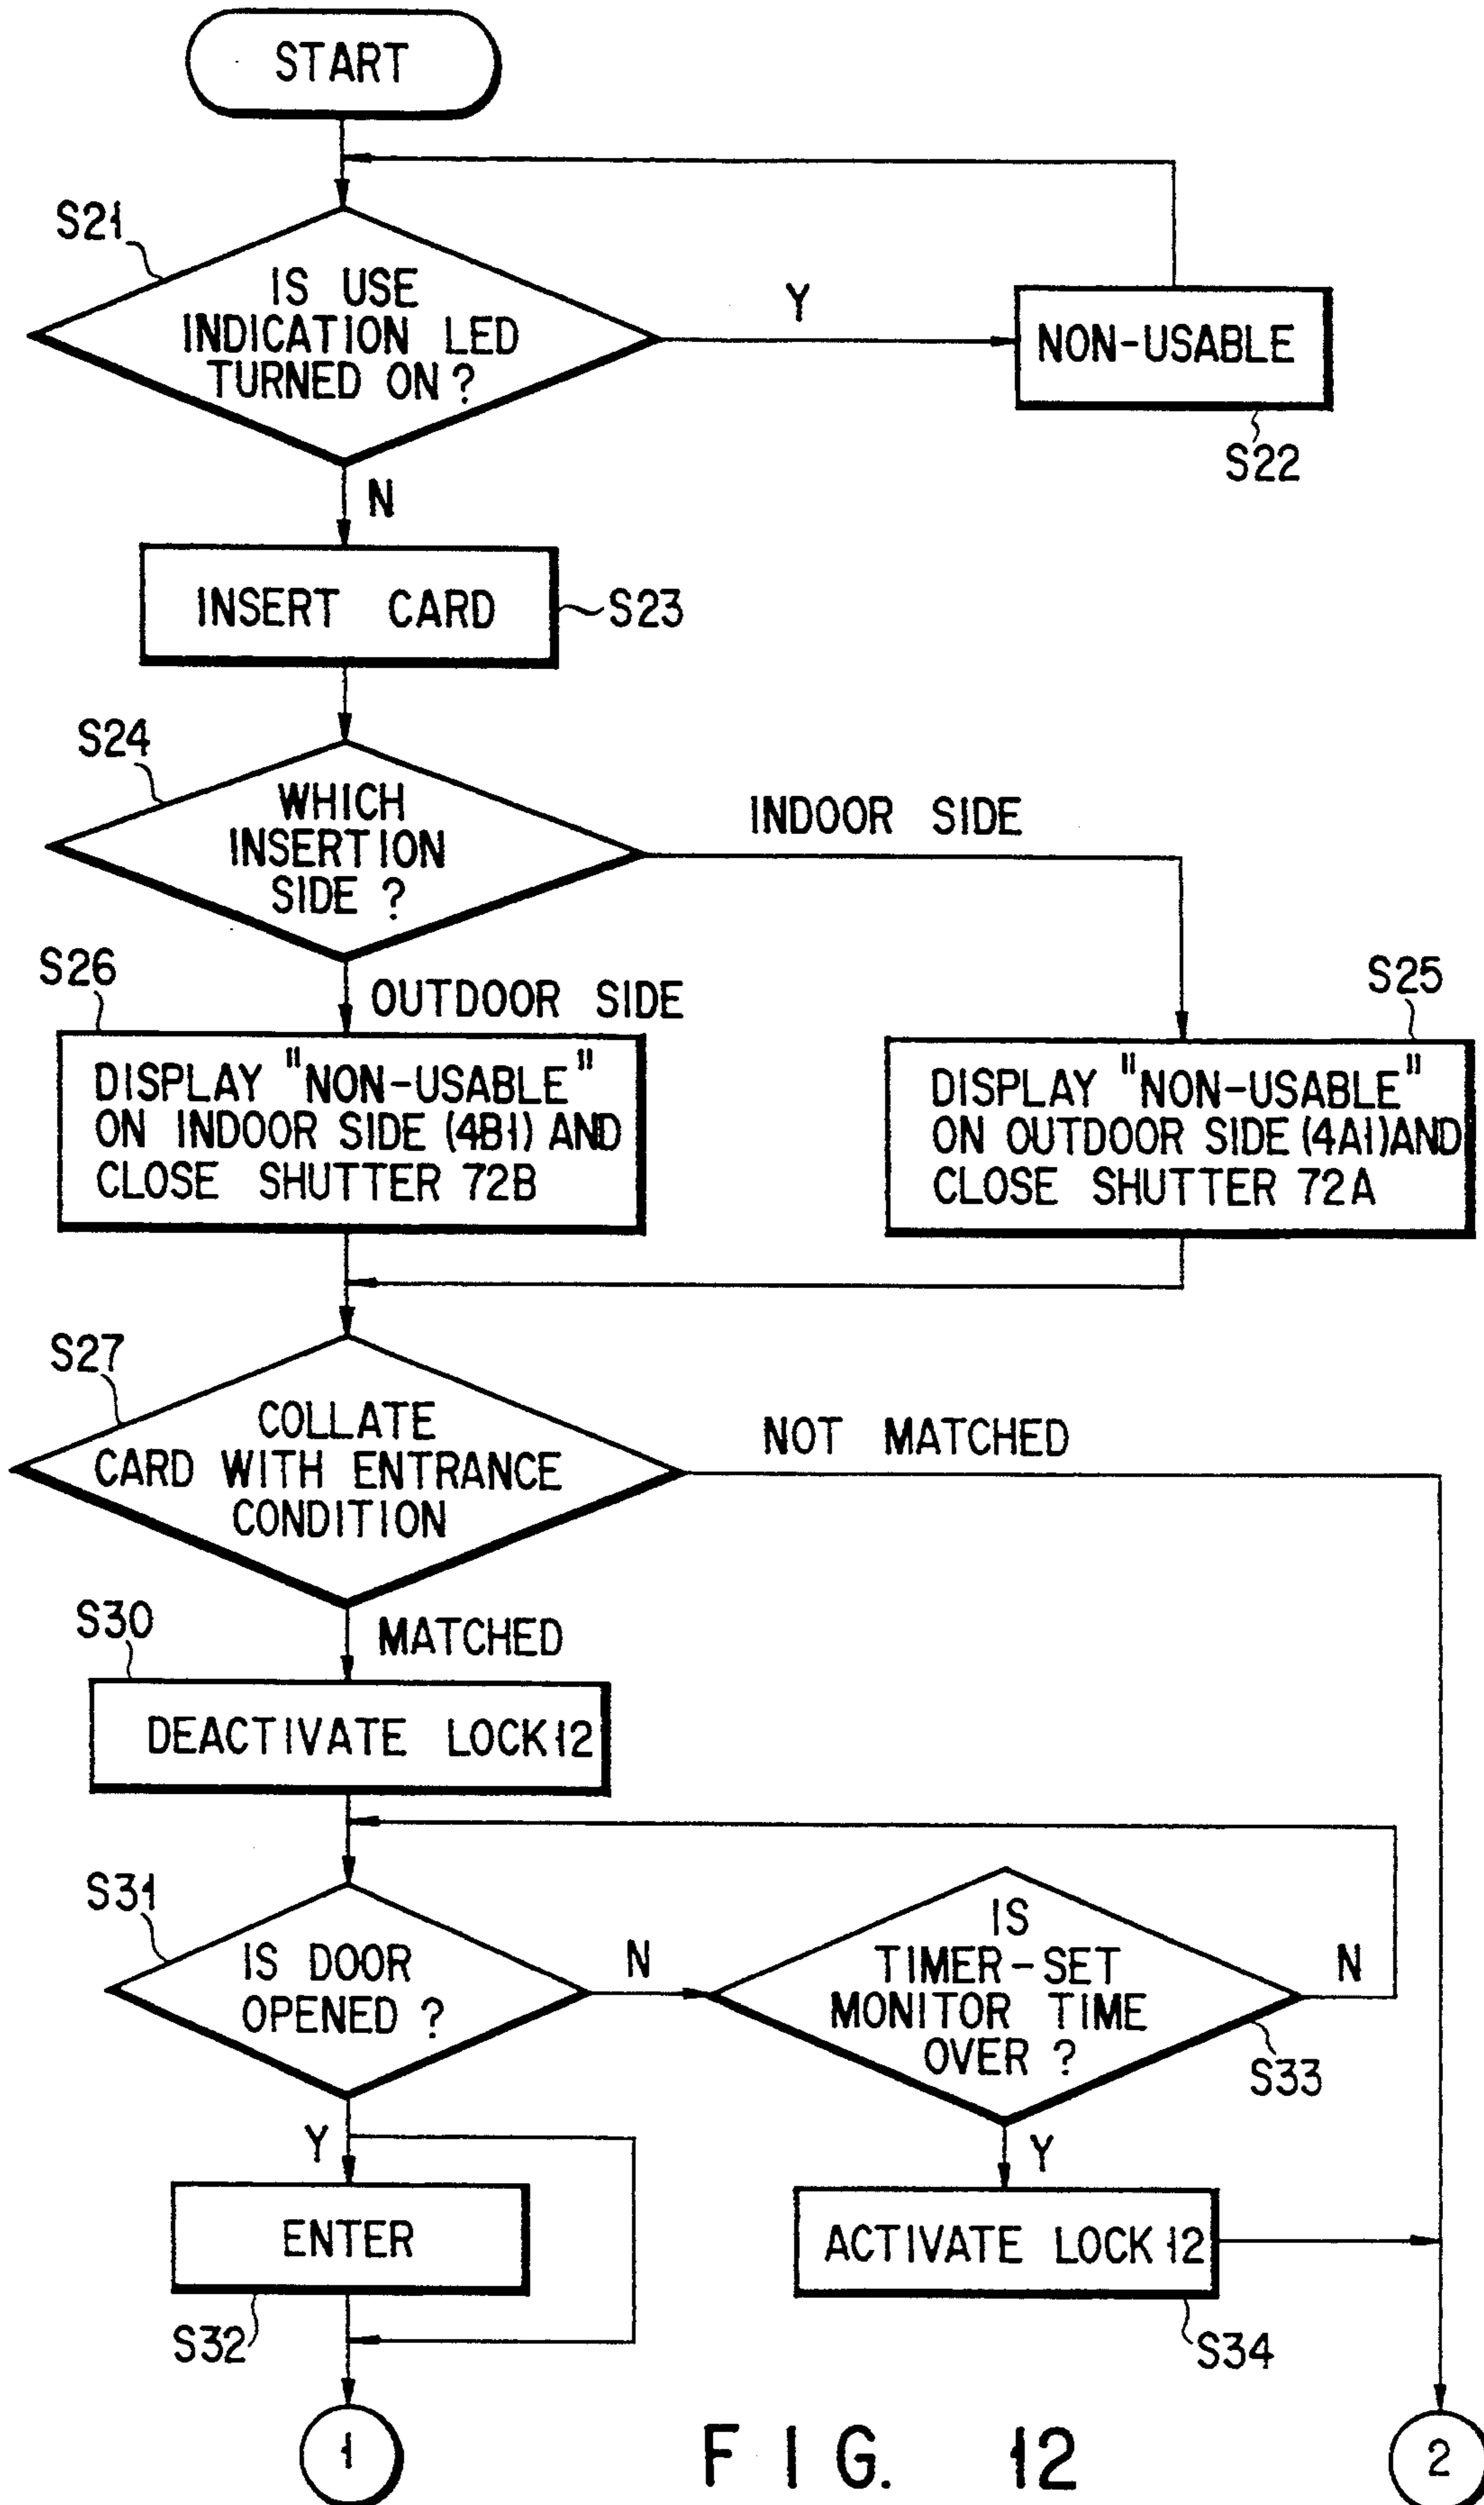 START
S21
IS USE
INDICATION LED
TURNED ON ?
Y
NON-USABLE
S22
N
INSERT CARD
S23
S24
WHICH
INSERTION
SIDE ?
INDOOR SIDE
S26
OUTDOOR SIDE
S25
DISPLAY "NON-USABLE"
ON INDOOR SIDE (4B1) AND
CLOSE SHUTTER 72B
DISPLAY "NON-USABLE"
ON OUTDOOR SIDE (4A1) AND
CLOSE SHUTTER 72A
S27
COLLATE
CARD WITH ENTRANCE
CONDITION
NOT MATCHED
S30
MATCHED
DEACTIVATE LOCK 12
S31
IS DOOR
OPENED ?
N
IS
TIMER-SET
MONITOR TIME
OVER ?
N
S33
Y
ENTER
S32
Y
ACTIVATE LOCK 12
S34
1
FIG. 12
2